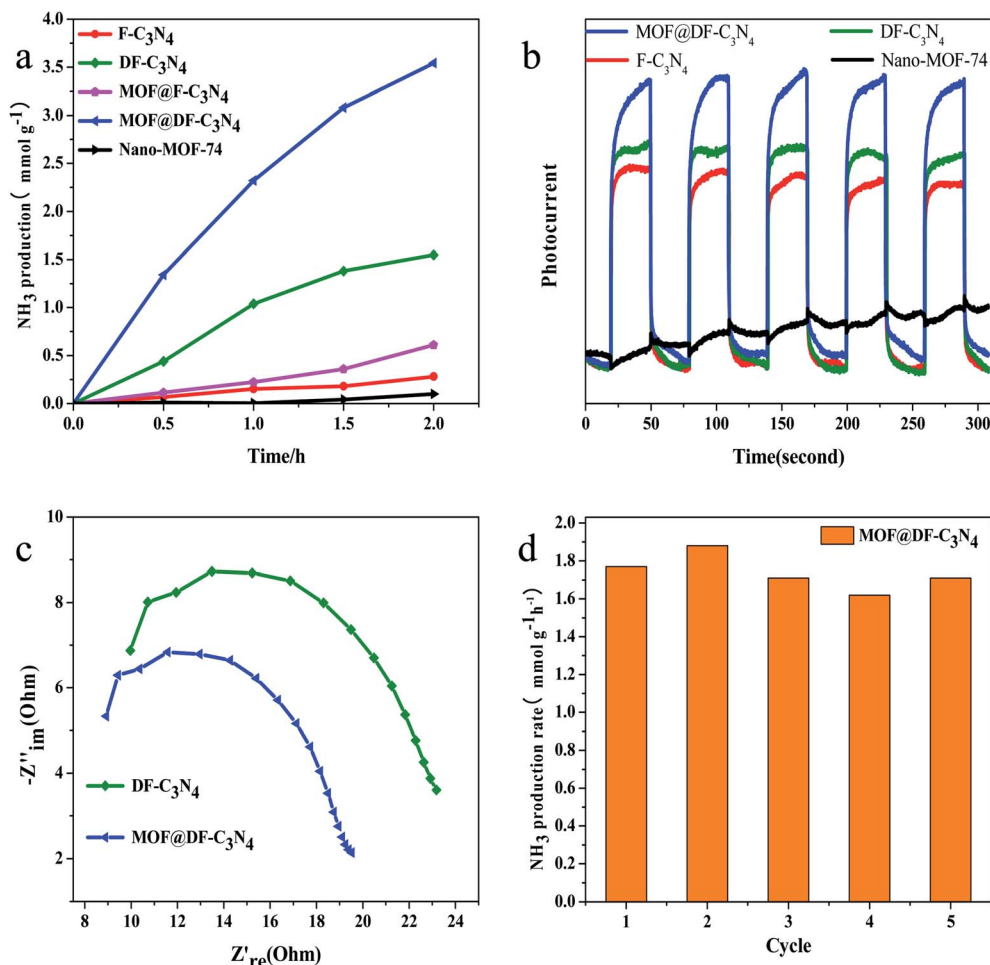 a
F-C₃N₄
DF-C₃N₄
MOF@F-C₃N₄
MOF@DF-C₃N₄
Nano-MOF-74
NH₃ production( mmol g⁻¹)
4.0
3.5
3.0
2.5
2.0
1.5
1.0
0.5
0.0
0.0 0.5 1.0 1.5 2.0
Time/h
b
MOF@DF-C₃N₄ DF-C₃N₄
F-C₃N₄ Nano-MOF-74
Photocurrent
0 50 100 150 200 250 300
Time(second)
c
-Z''im(Ohm)
10
8
6
4
2
DF-C₃N₄
MOF@DF-C₃N₄
8 10 12 14 16 18 20 22 24
Z're(Ohm)
d
MOF@DF-C₃N₄
NH₃ production rate( mmol g⁻¹h⁻¹)
2.0
1.8
1.6
1.4
1.2
1.0
0.8
0.6
0.4
0.2
0.0
1 2 3 4 5
Cycle